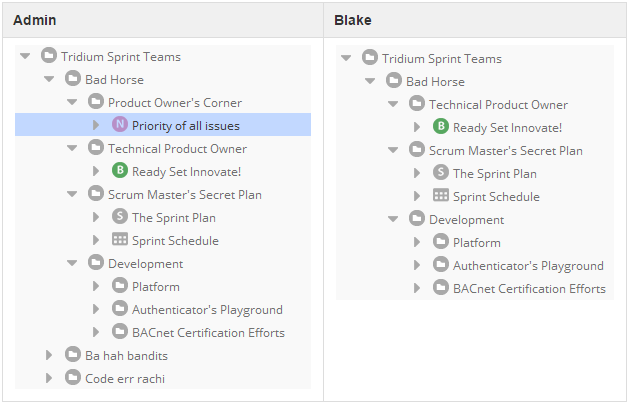 Admin
Tridium Sprint Teams
Bad Horse
Product Owner's Corner
N Priority of all issues
Technical Product Owner
B Ready Set Innovate!
Scrum Master's Secret Plan
S The Sprint Plan
Sprint Schedule
Development
Platform
Authenticator's Playground
BACnet Certification Efforts
Ba hah bandits
Code err rachi
Blake
Tridium Sprint Teams
Bad Horse
Technical Product Owner
B Ready Set Innovate!
Scrum Master's Secret Plan
S The Sprint Plan
Sprint Schedule
Development
Platform
Authenticator's Playground
BACnet Certification Efforts